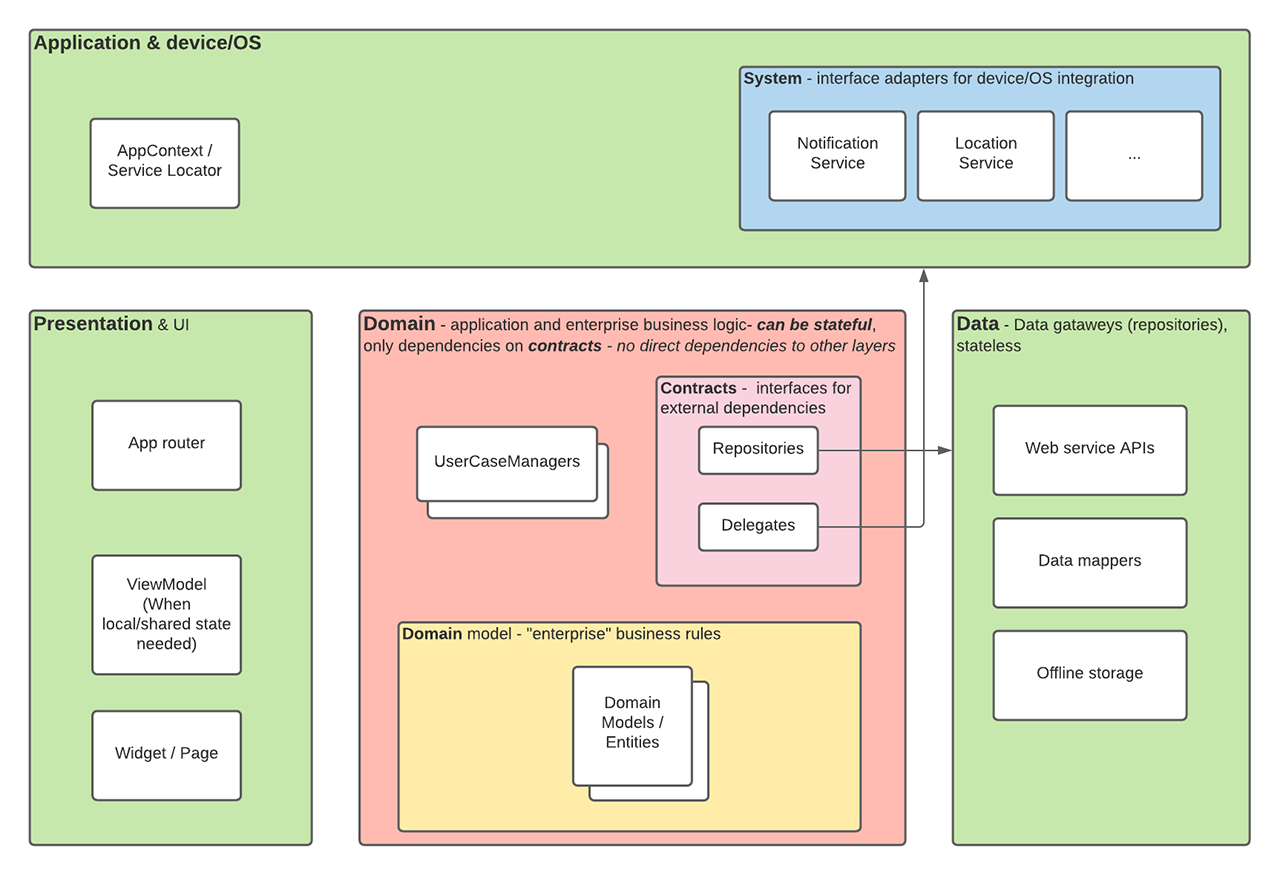 Application & device/OS
System - interface adapters for device/OS integration
AppContext /
Service Locator
Notification
Service
Location
Service
...
Presentation & UI
App router
ViewModel
(When
local/shared state
needed)
Widget / Page
Domain - application and enterprise business logic- can be stateful,
only dependencies on contracts - no direct dependencies to other layers
Contracts - interfaces for
external dependencies
Repositories
Delegates
UserCaseManagers
Domain model - "enterprise" business rules
Domain
Models /
Entities
Data - Data gataweys (repositories),
stateless
Web service APIs
Data mappers
Offline storage